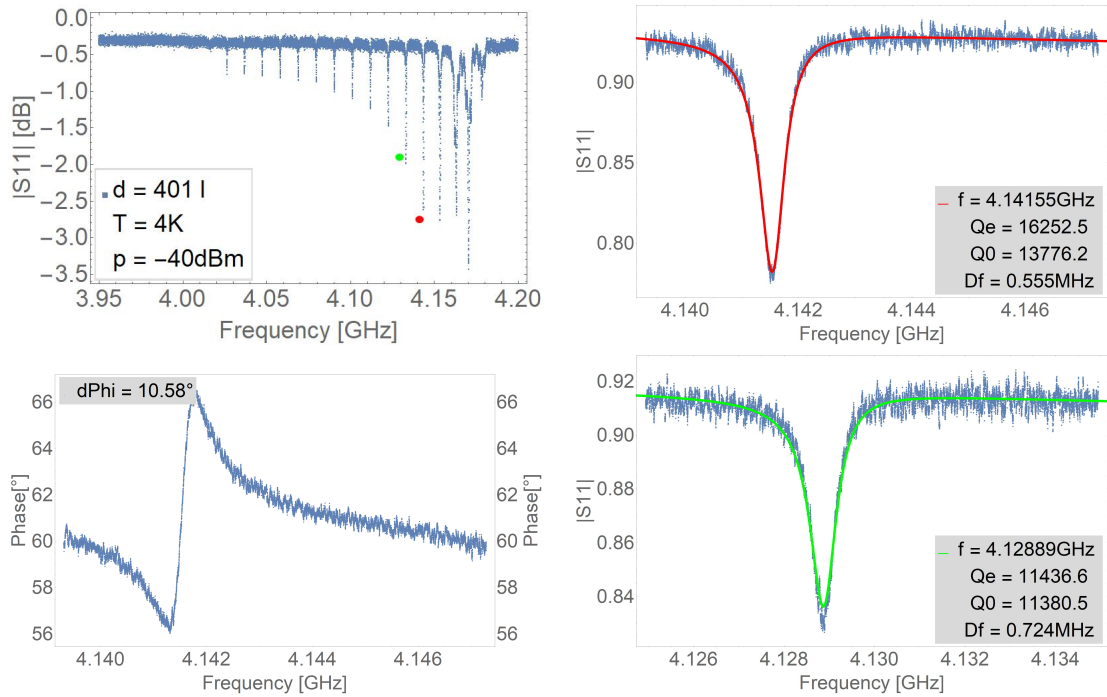 0.0
−0.5
−1.0
−1.5
−2.0
−2.5
−3.0
−3.5
|S11| [dB]
d = 401 l
T = 4K
p = −40dBm
3.95 4.00 4.05 4.10 4.15 4.20
Frequency [GHz]
0.90
0.85
0.80
|S11|
f = 4.14155GHz
Qe = 16252.5
Q0 = 13776.2
Df = 0.555MHz
4.140 4.142 4.144 4.146
Frequency [GHz]
dPhi = 10.58°
66
64
62
60
58
56
Phase[°]
66
64
62
60
58
56
Phase[°]
4.140 4.142 4.144 4.146
Frequency [GHz]
0.92
0.90
0.88
0.86
0.84
|S11|
f = 4.12889GHz
Qe = 11436.6
Q0 = 11380.5
Df = 0.724MHz
4.126 4.128 4.130 4.132 4.134
Frequency [GHz]